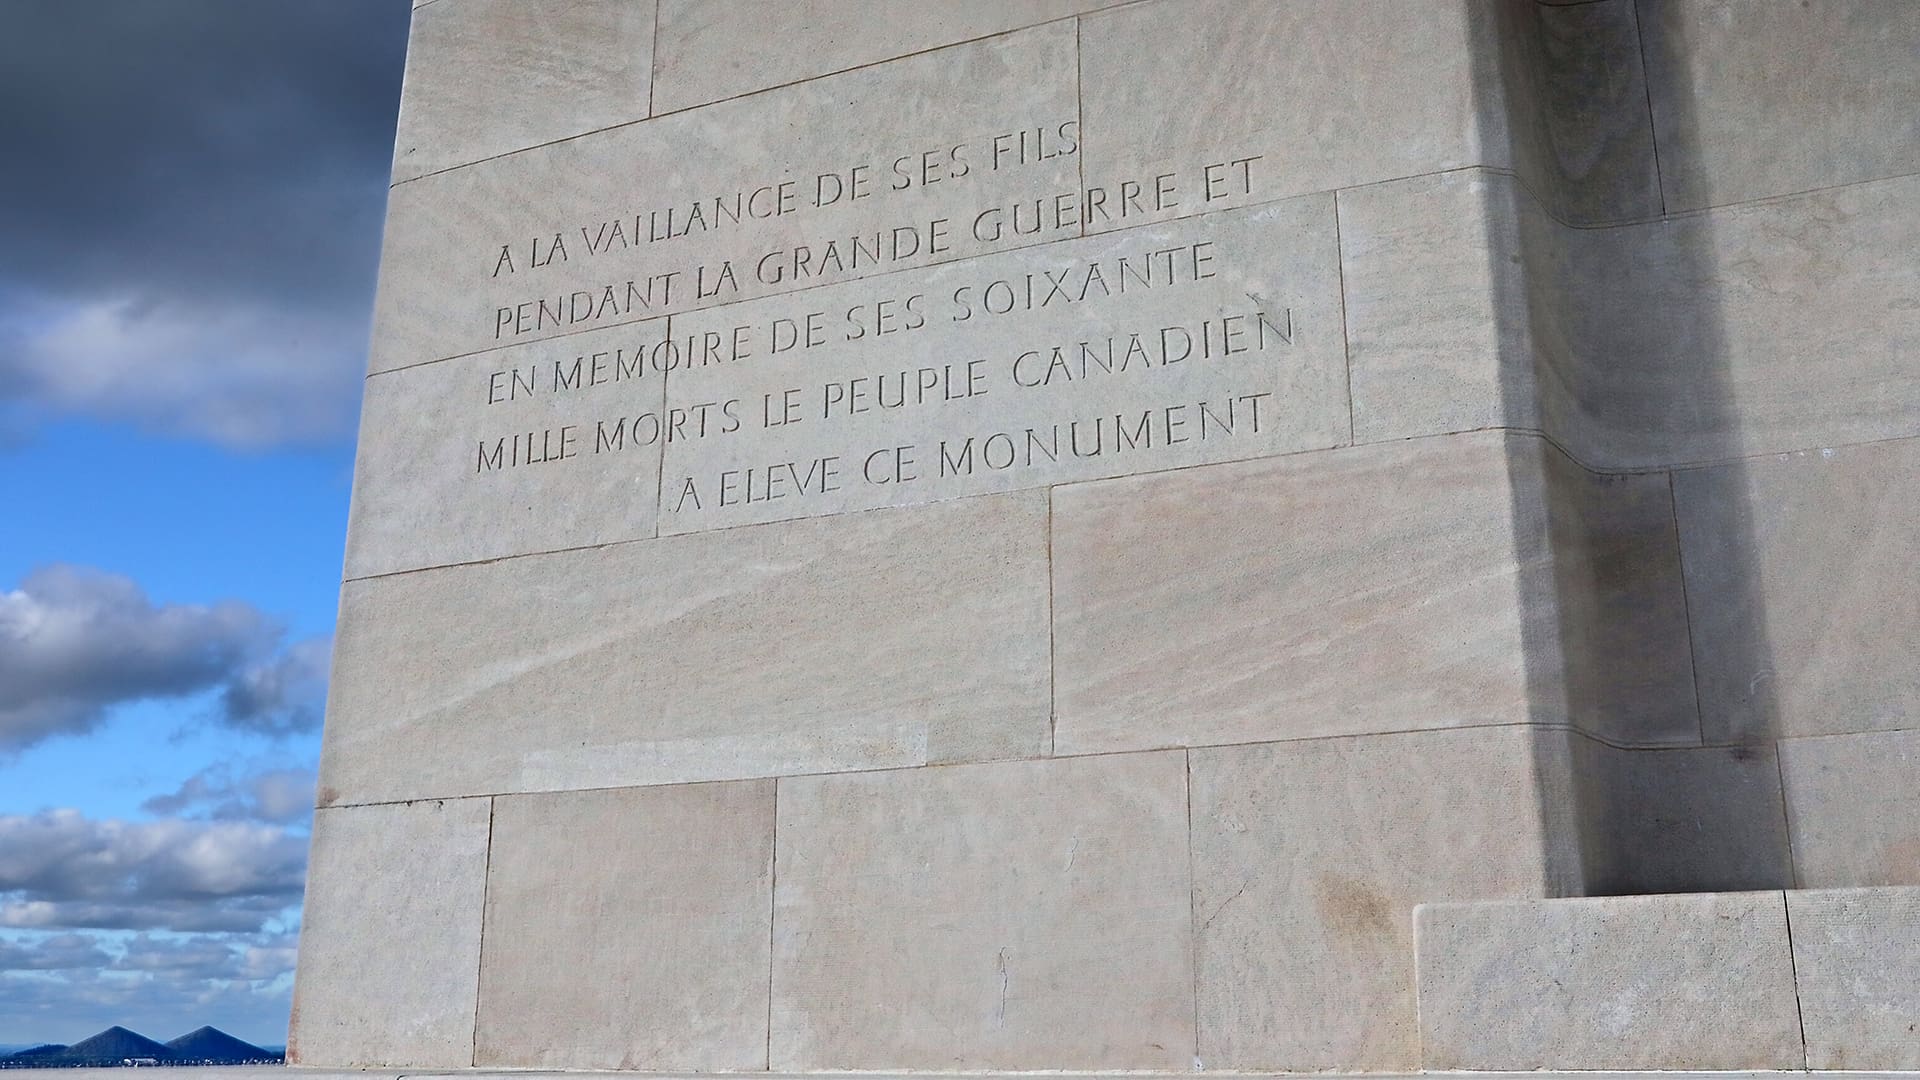 A LA VAILLANCE DE SES FILS
PENDANT LA GRANDE GUERRE ET
EN MEMOIRE DE SES SOIXANTE
MILLE MORTS LE PEUPLE CANADIEN
A ELEVE CE MONUMENT